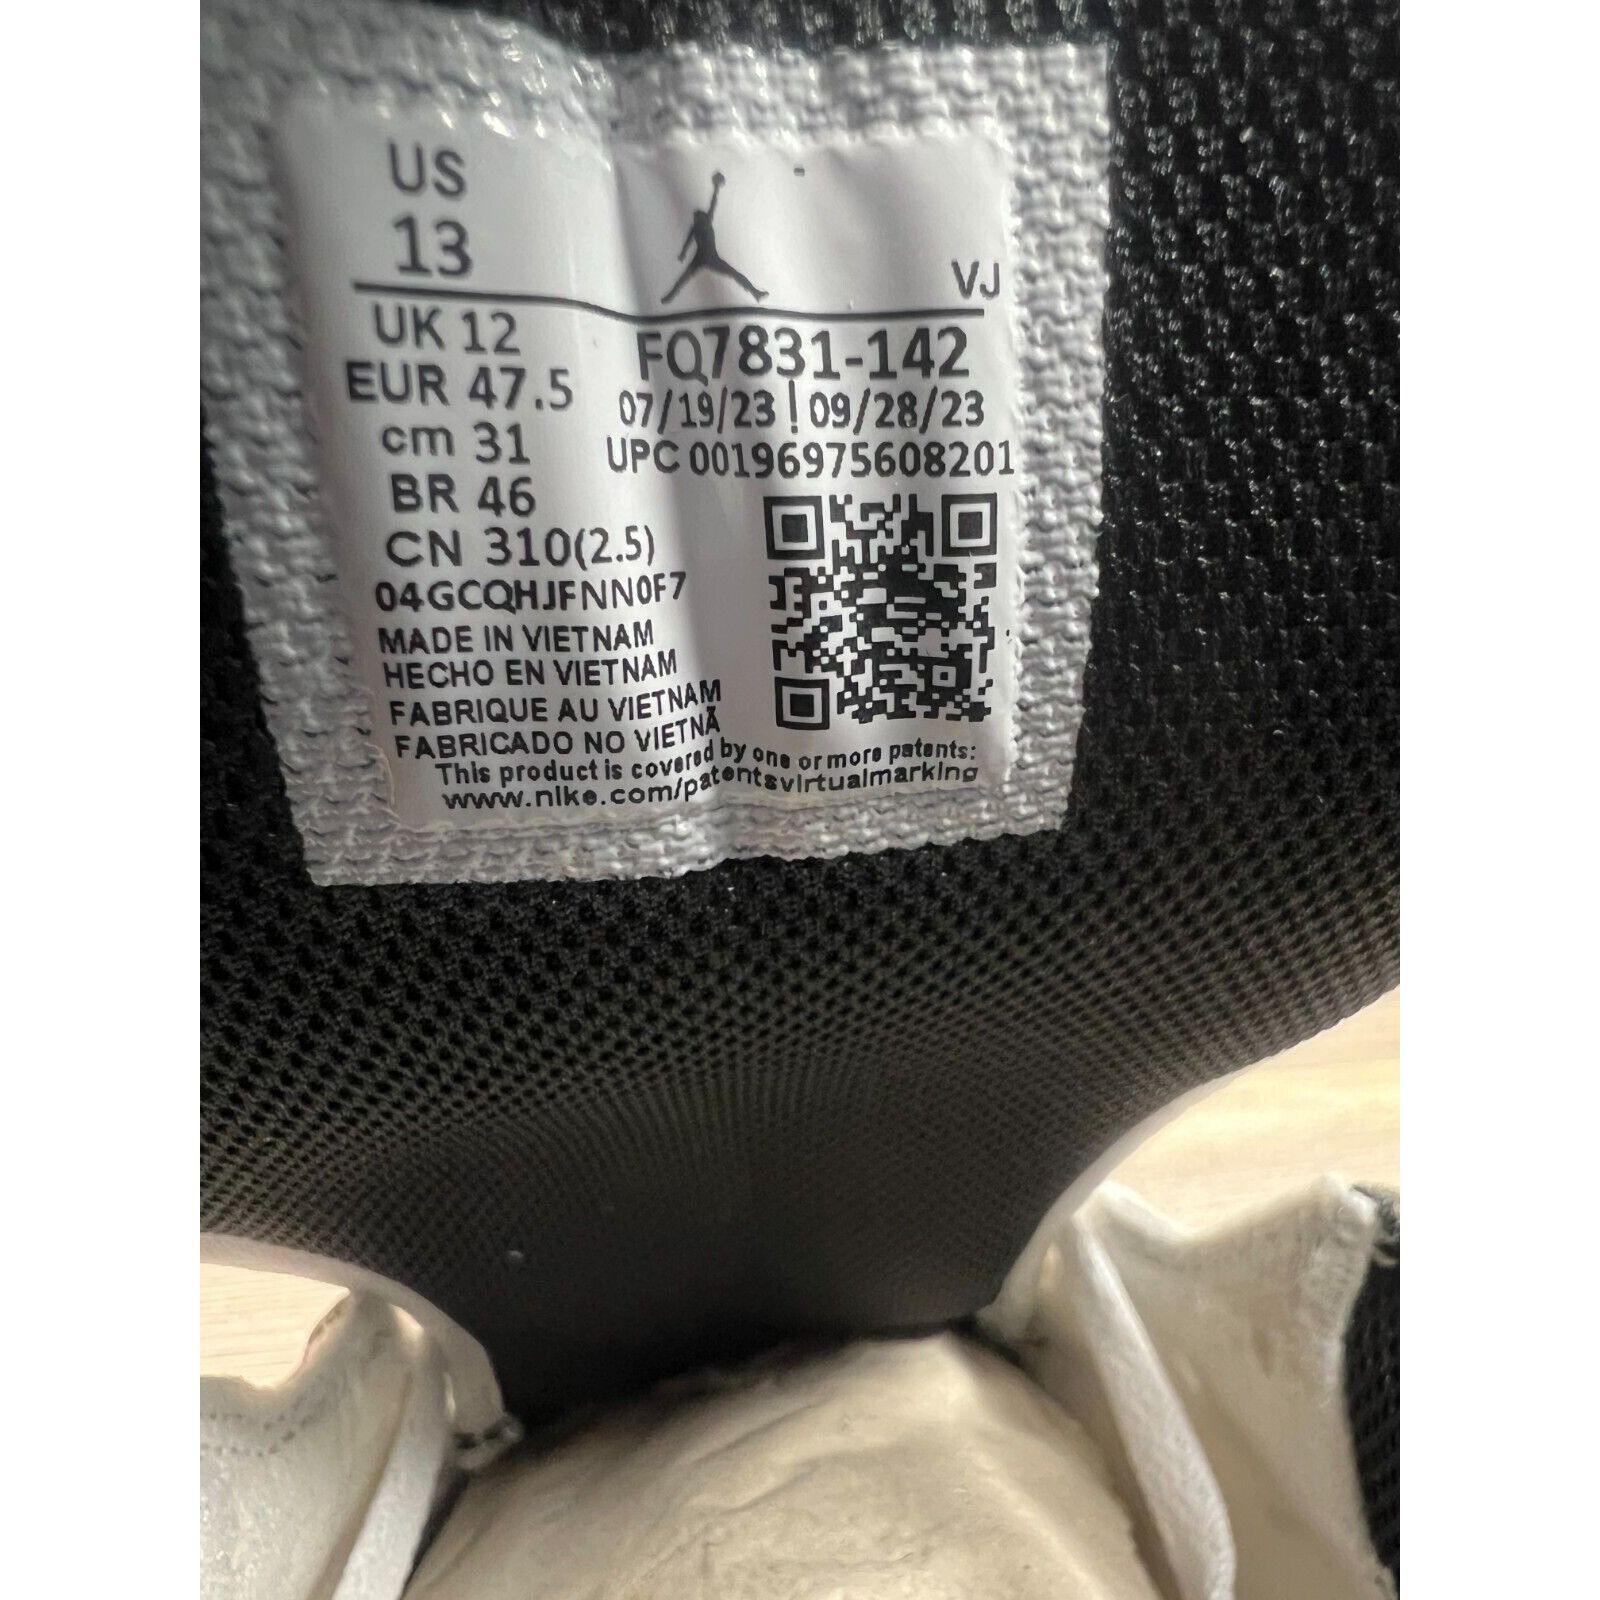 US
13
VJ
UK 12
EUR 47.5
cm 31
BR 46
CN 310(2.5)
FQ7831-142
07/19/23 | 09/28/23
UPC 00196975608201
04GCQHJFNN0F7
MADE IN VIETNAM
HECHO EN VIETNAM
FABRIQUE AU VIETNAM
FABRICADO NO VIETNÃ
This product is covered by one or more patents:
www.nike.com/patentsvirtualmarking